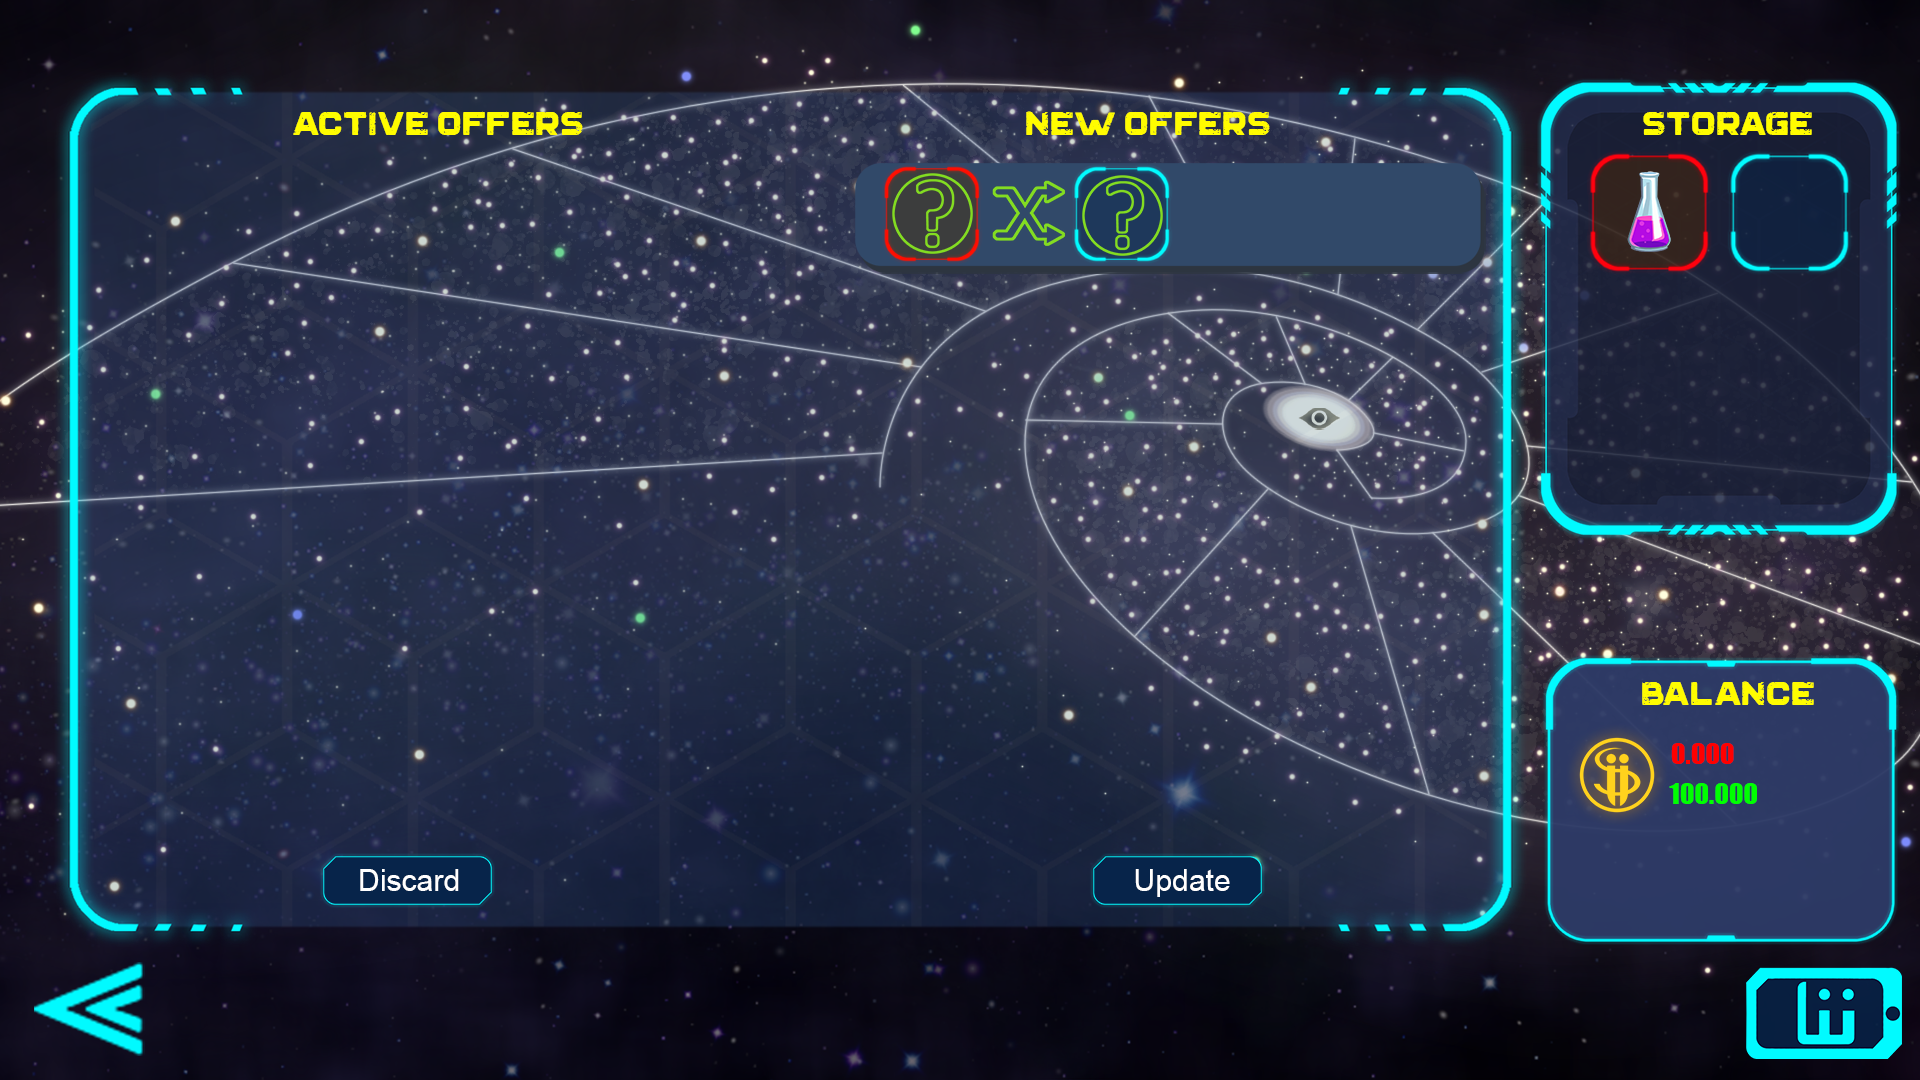 ACTIVE OFFERS
NEW OFFERS
STORAGE
?
?
BALANCE
0.000
100.000
Discard
Update